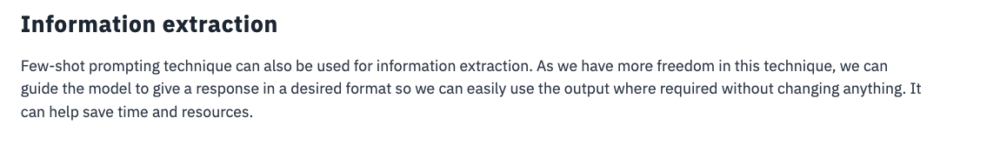 Information extraction
Few-shot prompting technique can also be used for information extraction. As we have more freedom in this technique, we can
guide the model to give a response in a desired format so we can easily use the output where required without changing anything. It
can help save time and resources.